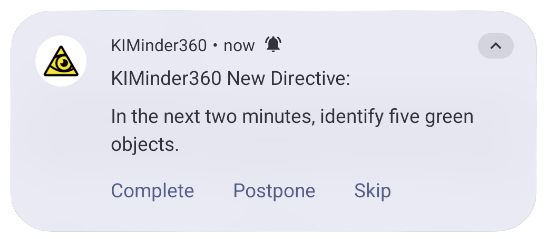 KIMinder360 • now
KIMinder360 New Directive:
In the next two minutes, identify five green
objects.
Complete Postpone Skip